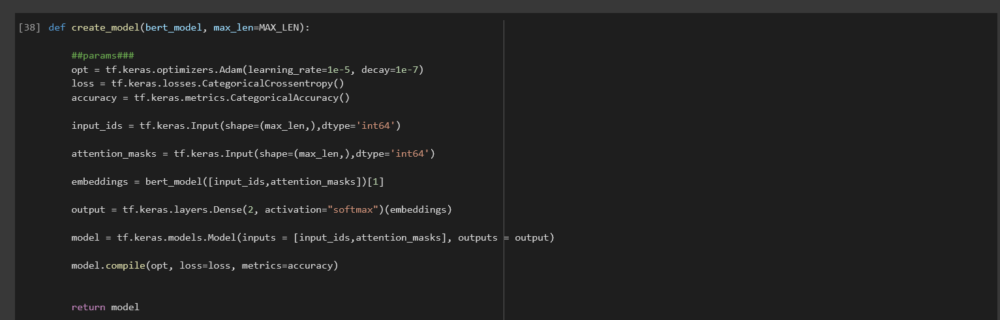 [38] def create_model(bert_model, max_len=MAX_LEN):
##params###
opt = tf.keras.optimizers.Adam(learning_rate=1e-5, decay=1e-7)
loss = tf.keras.losses.CategoricalCrossentropy()
accuracy = tf.keras.metrics.CategoricalAccuracy()
input_ids = tf.keras.Input(shape=(max_len,),dtype='int64')
attention_masks = tf.keras.Input(shape=(max_len,),dtype='int64')
embeddings = bert_model([input_ids,attention_masks])[1]
output = tf.keras.layers.Dense(2, activation="softmax")(embeddings)
model = tf.keras.models.Model(inputs = [input_ids,attention_masks], outputs = output)
model.compile(opt, loss=loss, metrics=accuracy)
return model